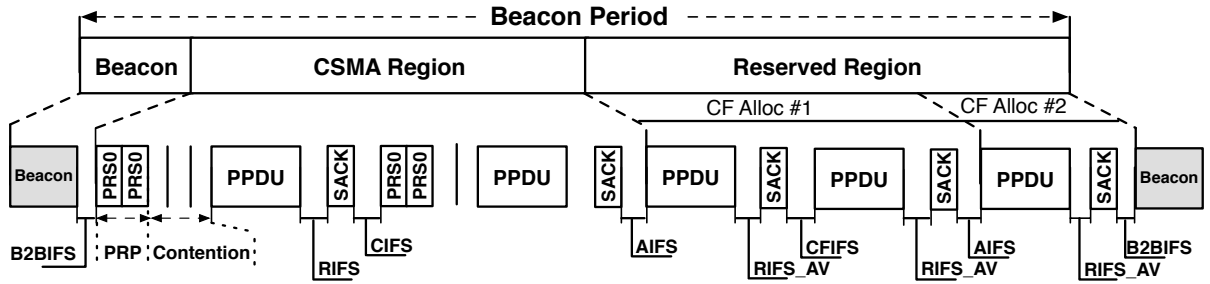 Beacon Period
Beacon CSMA Region Reserved Region
CF Alloc #1 CF Alloc #2
Beacon PRS0 PRS0 PPDU SACK PRS0 PRS0 PPDU SACK PPDU SACK PPDU SACK PPDU SACK Beacon
B2BIFS PRP Contention RIFS CIFS AIFS RIFS_AV CFIFS RIFS_AV AIFS RIFS_AV B2BIFS